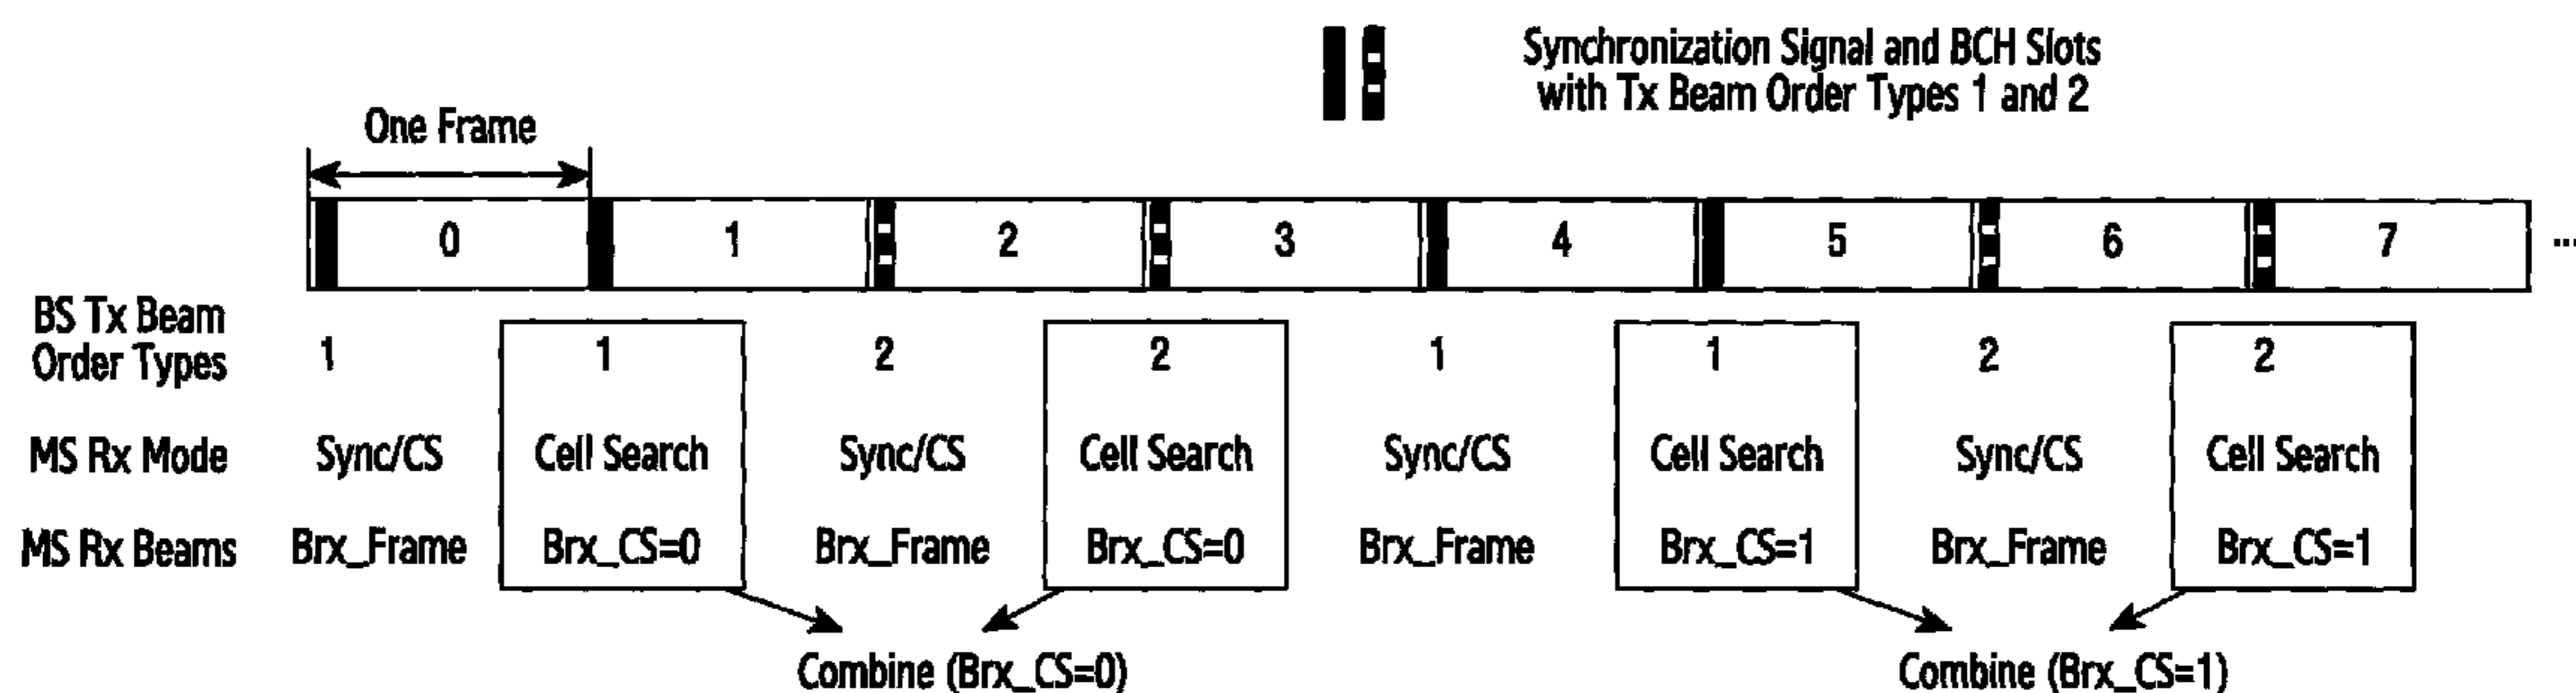 Synchronization Signal and BCH Slots
with Tx Beam Order Types 1 and 2
One Frame
0 1 2 3 4 5 6 7 ...
BS Tx Beam
Order Types
1 1 2 2 1 1 2 2
MS Rx Mode Sync/CS Cell Search Sync/CS Cell Search Sync/CS Cell Search Sync/CS Cell Search
MS Rx Beams Brx_Frame Brx_CS=0 Brx_Frame Brx_CS=0 Brx_Frame Brx_CS=1 Brx_Frame Brx_CS=1
Combine (Brx_CS=0) Combine (Brx_CS=1)